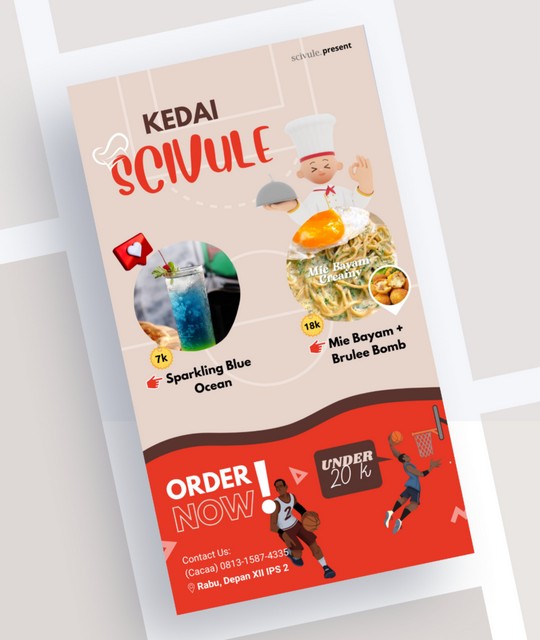 scivule.present
KEDAI
SCIVULE
Mie Bayam
Creamy
7k
18k
Sparkling Blue
Ocean
Mie Bayam +
Brulee Bomb
ORDER
NOW!
UNDER
20 k
2
Contact Us:
(Cacaa) 0813-1587-4335
Rabu, Depan XII IPS 2